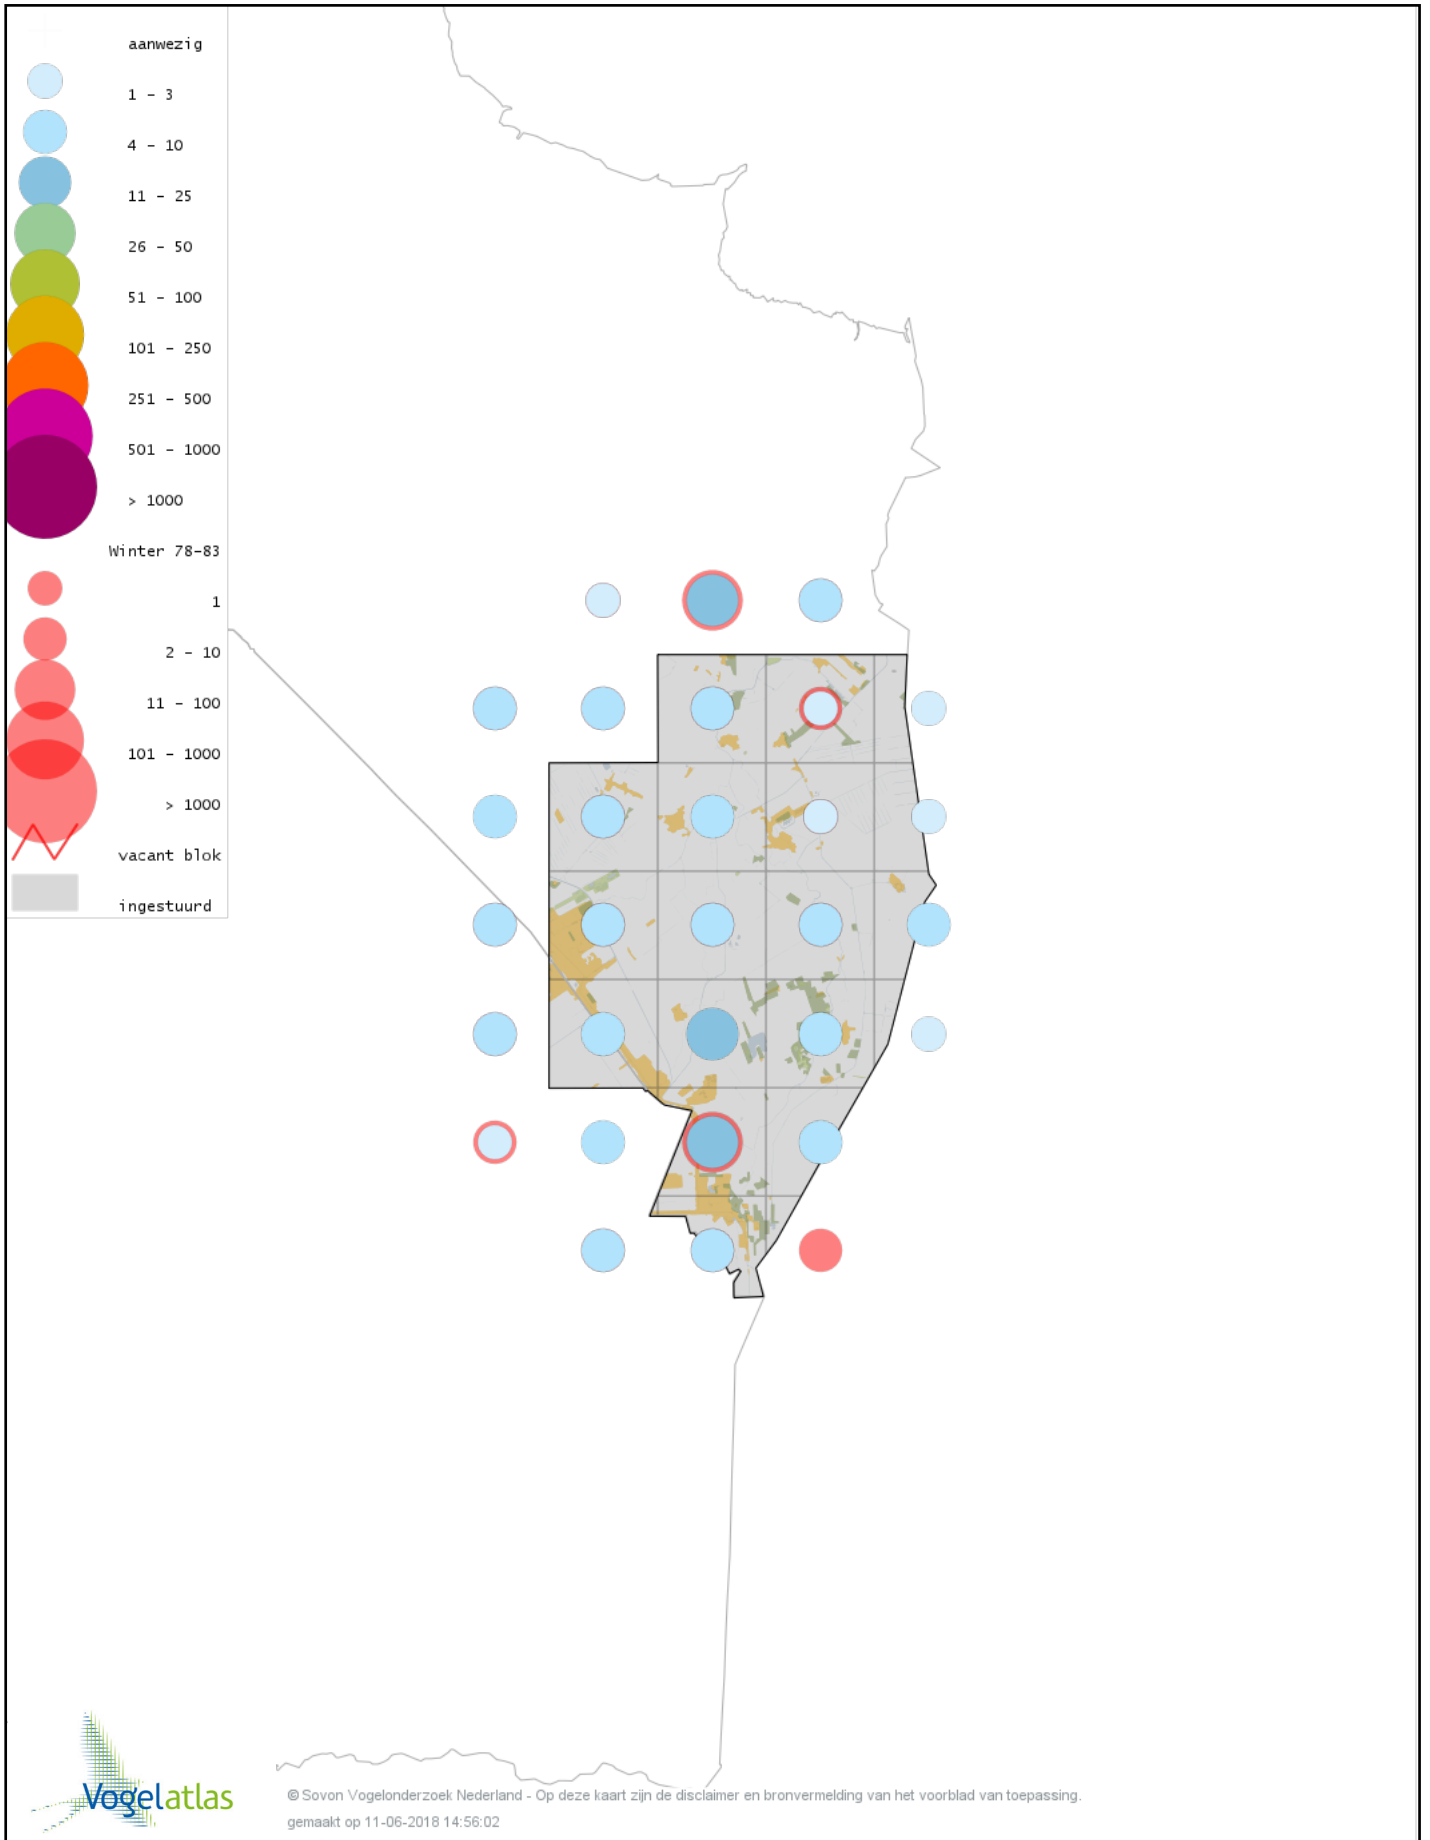 aanwezig
1 - 3
4 - 10
11 - 25
26 - 50
51 - 100
101 - 250
251 - 500
501 - 1000
> 1000
Winter 78-83
1
2 - 10
11 - 100
101 - 1000
> 1000
vacant blok
ingestuurd
Vogelatlas
© Sovon Vogelonderzoek Nederland - Op deze kaart zijn de disclaimer en bronvermelding van het voorblad van toepassing.
gemaakt op 11-06-2018 14:56:02